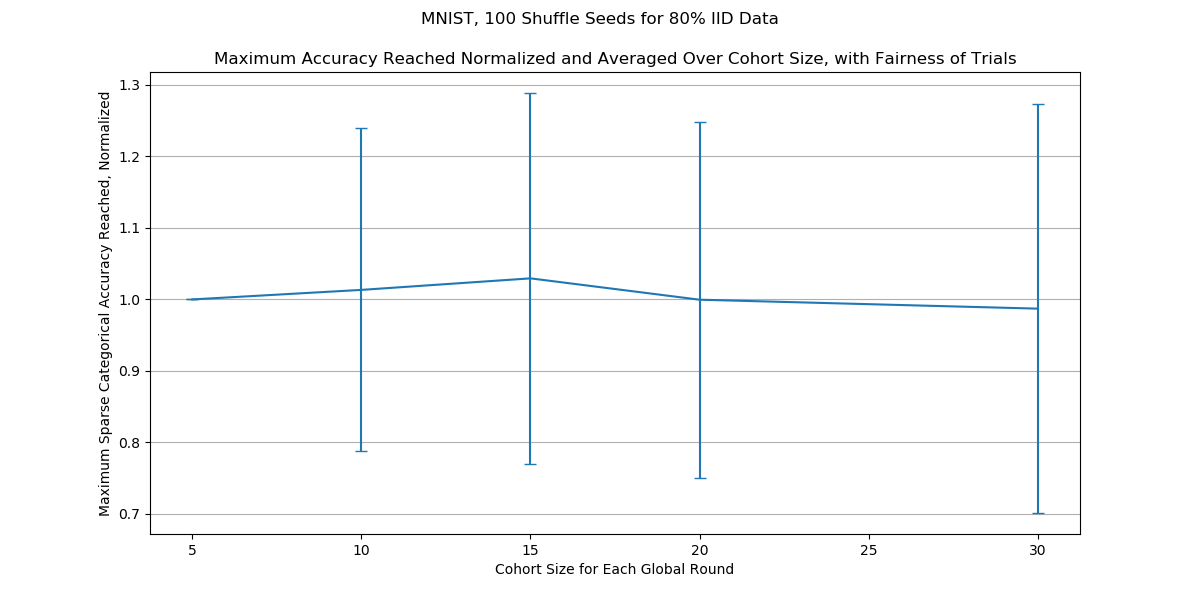 MNIST, 100 Shuffle Seeds for 80% IID Data
Maximum Accuracy Reached Normalized and Averaged Over Cohort Size, with Fairness of Trials
Maximum Sparse Categorical Accuracy Reached, Normalized
1.3
1.2
1.1
1.0
0.9
0.8
0.7
5 10 15 20 25 30
Cohort Size for Each Global Round